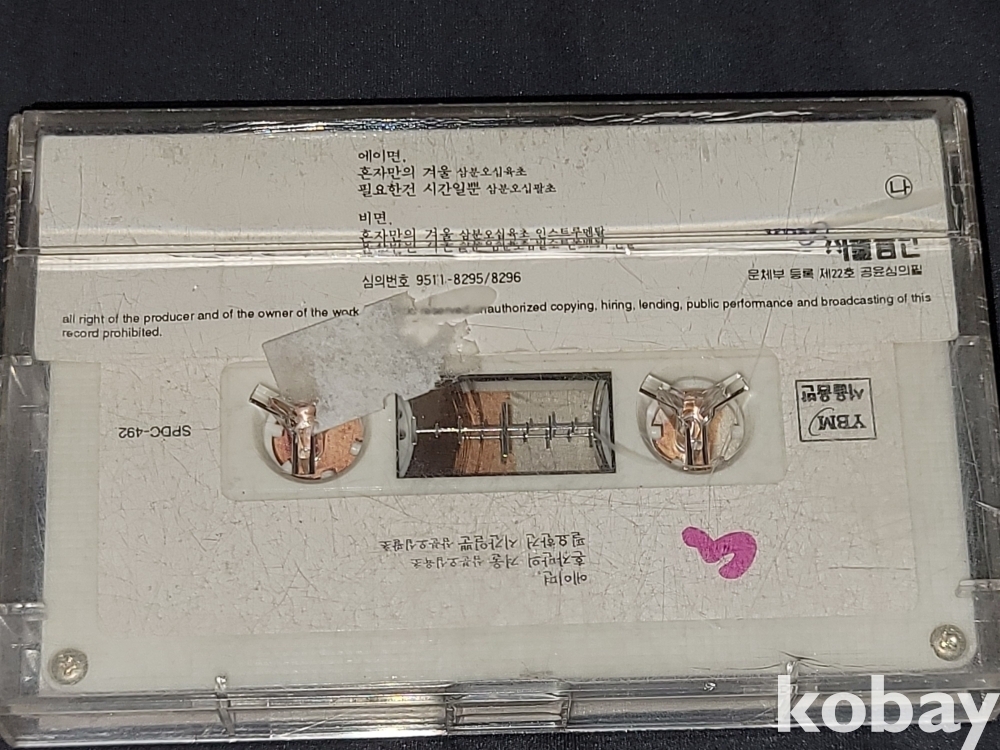 에이면.
혼자만의 겨울 삼분오십육초
필요한건 시간일뿐 삼분오십팔초
나
비면.
혼자만의 겨울 삼분오십육초 인스트루멘탈
서울음반
심의번호 9511-8295/8296
문체부 등록 제22호 공윤심의필
all right of the producer and of the owner of the work unauthorized copying, hiring, lending, public performance and broadcasting of this
record prohibited.
SPDC-492
YBM
서울음반
에이면.
혼자만의 겨울 삼분오십육초
필요한건 시간일뿐 삼분오십팔초
kobay